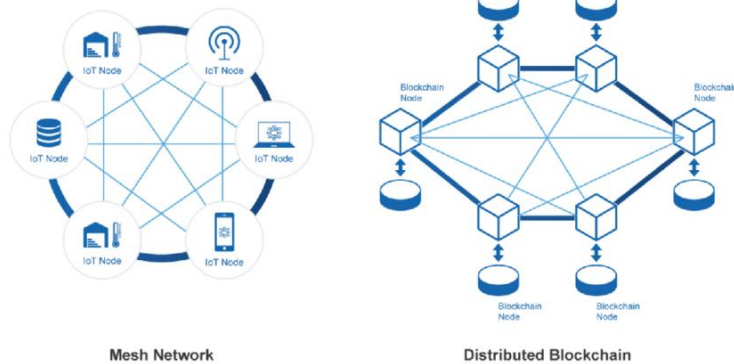 IoT Node
IoT Node
IoT Node
IoT Node
IoT Node
IoT Node
Mesh Network
Blockchain
Node
Blockchain
Node
Blockchain
Node
Blockchain
Node
Distributed Blockchain